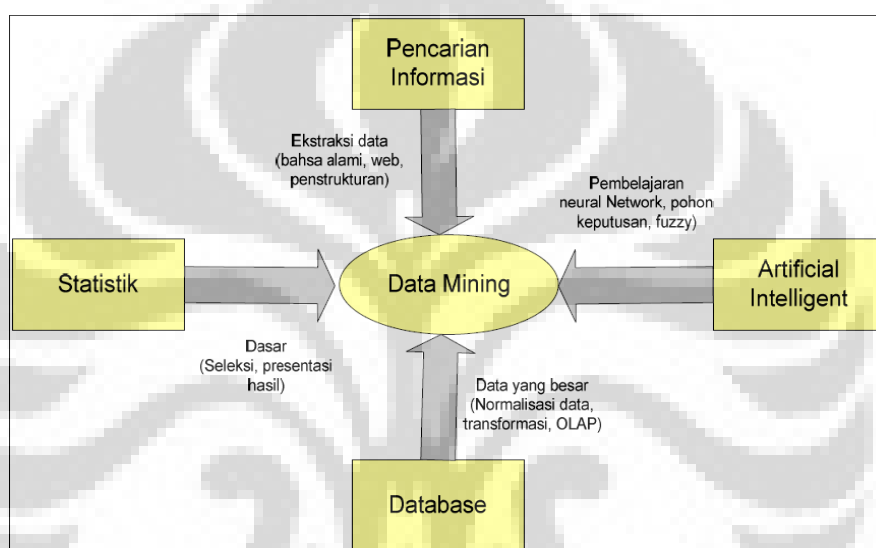 Pencarian
Informasi
Ekstraksi data
(bahsa alami, web,
penstrukturan)
Pembelajaran
neural Network, pohon
keputusan, fuzzy)
Statistik
Data Mining
Artificial
Intelligent
Dasar
(Seleksi, presentasi
hasil)
Data yang besar
(Normalisasi data,
transformasi, OLAP)
Database